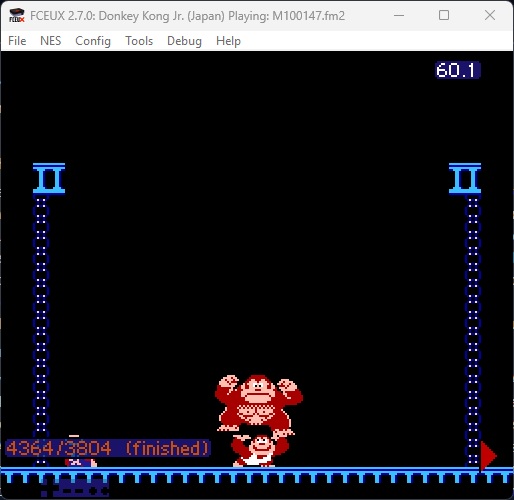 FCEUX 2.7.0: Donkey Kong Jr. (Japan) Playing: M100147.fm2
File NES Config Tools Debug Help
60.1
4364/3804 (finished)